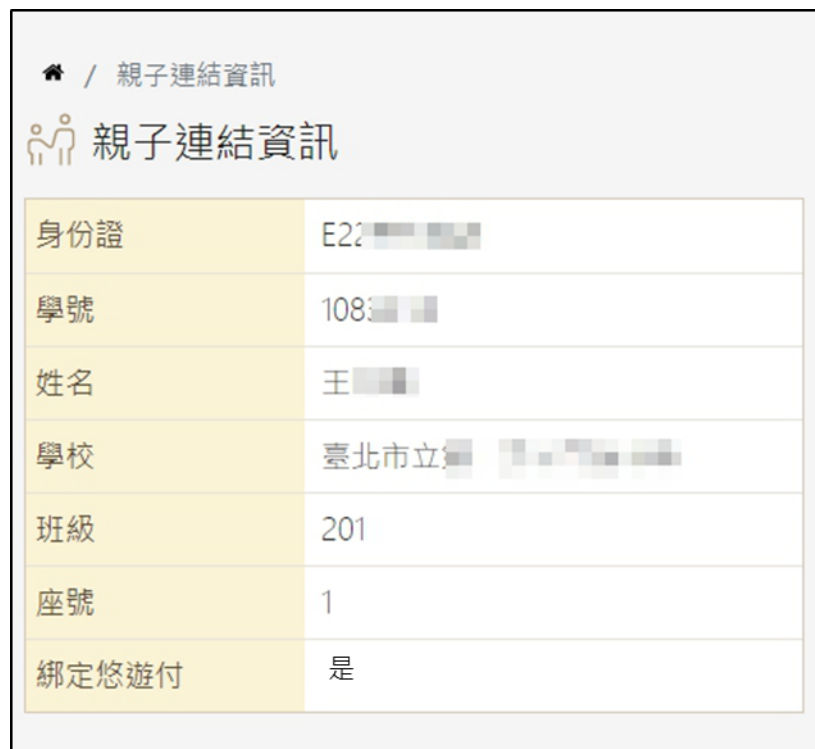 / 親子連結資訊
親子連結資訊
身份證 E22
學號 108
姓名 王
學校 臺北市立
班級 201
座號 1
綁定悠遊付 是